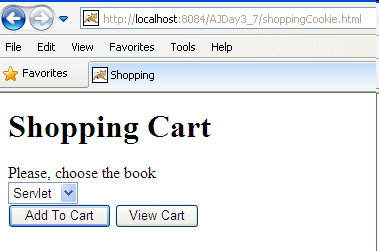 http://localhost:8084/AJDay3_7/shoppingCookie.html
File Edit View Favorites Tools Help
Favorites Shopping
Shopping Cart
Please, choose the book
Servlet
Add To Cart View Cart